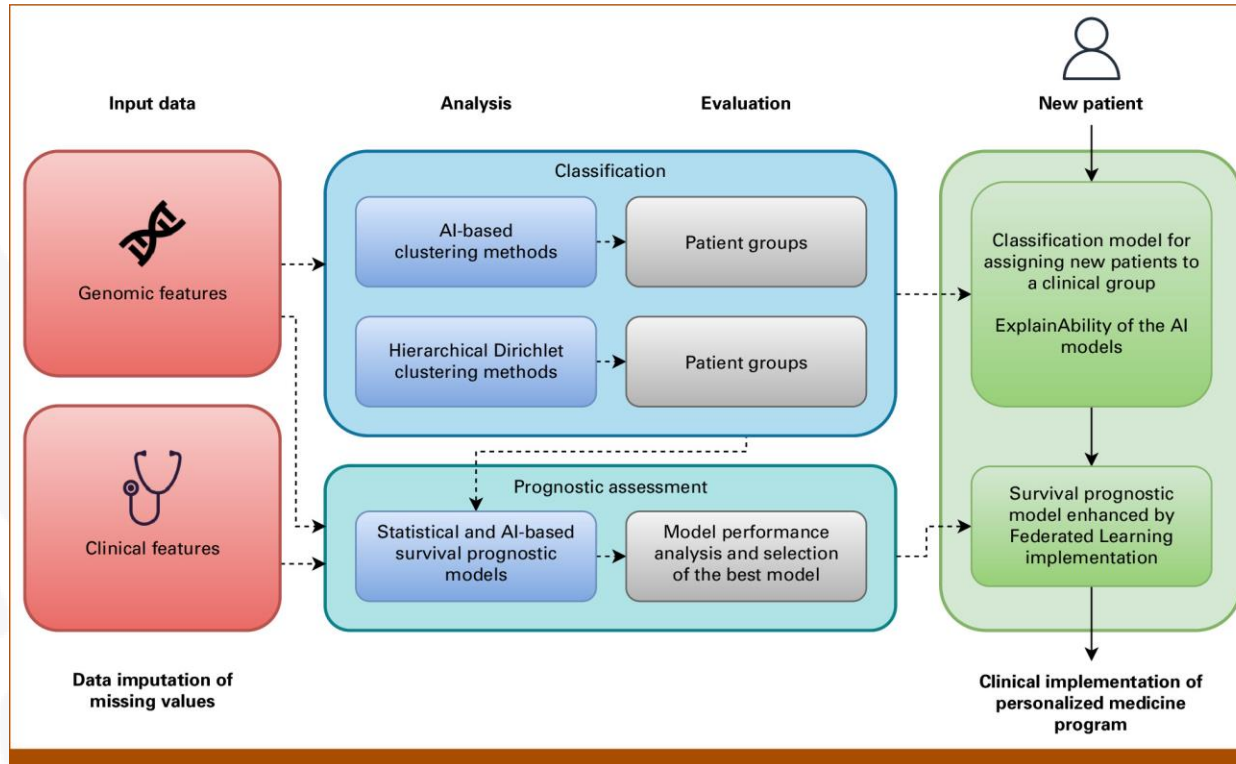 Input data
Analysis
Evaluation
New patient
Genomic features
Clinical features
Data imputation of
missing values
Classification
AI-based
clustering methods
Patient groups
Hierarchical Dirichlet
clustering methods
Patient groups
Prognostic assessment
Statistical and AI-based
survival prognostic
models
Model performance
analysis and selection
of the best model
Classification model for
assigning new patients to
a clinical group
ExplainAbility of the AI
models
Survival prognostic
model enhanced by
Federated Learning
implementation
Clinical implementation of
personalized medicine
program